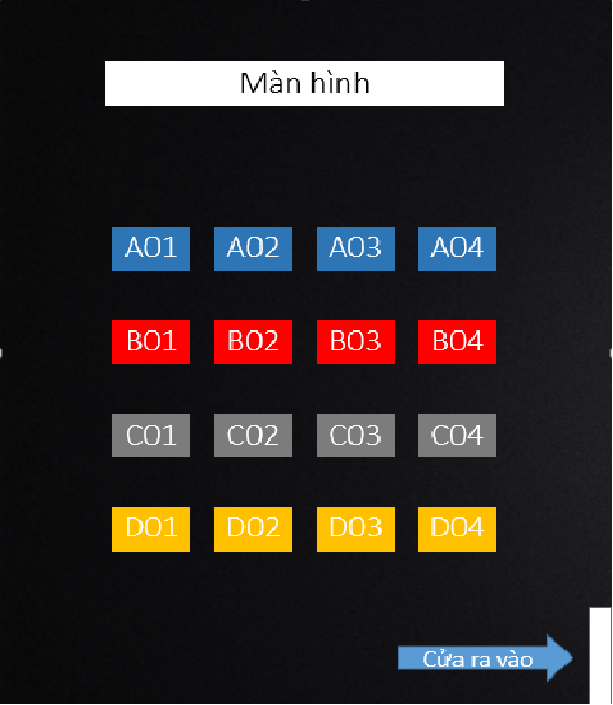 Màn hình
A01 A02 A03 A04
B01 B02 B03 B04
C01 C02 C03 C04
D01 D02 D03 D04
Cửa ra vào